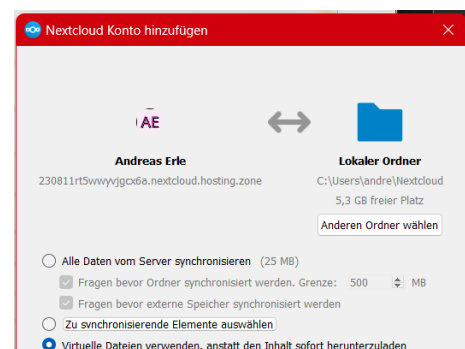 Nextcloud Konto hinzufügen
AE
Andreas Erle
230811rt5wwyvjgcx6a.nextcloud.hosting.zone
Lokaler Ordner
C:\Users\andre\Nextcloud
5,3 GB freier Platz
Anderen Ordner wählen
Alle Daten vom Server synchronisieren (25 MB)
Fragen bevor Ordner synchronisiert werden. Grenze: 500 MB
Fragen bevor externe Speicher synchronisiert werden
Zu synchronisierende Elemente auswählen
Virtuelle Dateien verwenden, anstatt den Inhalt sofort herunterzuladen